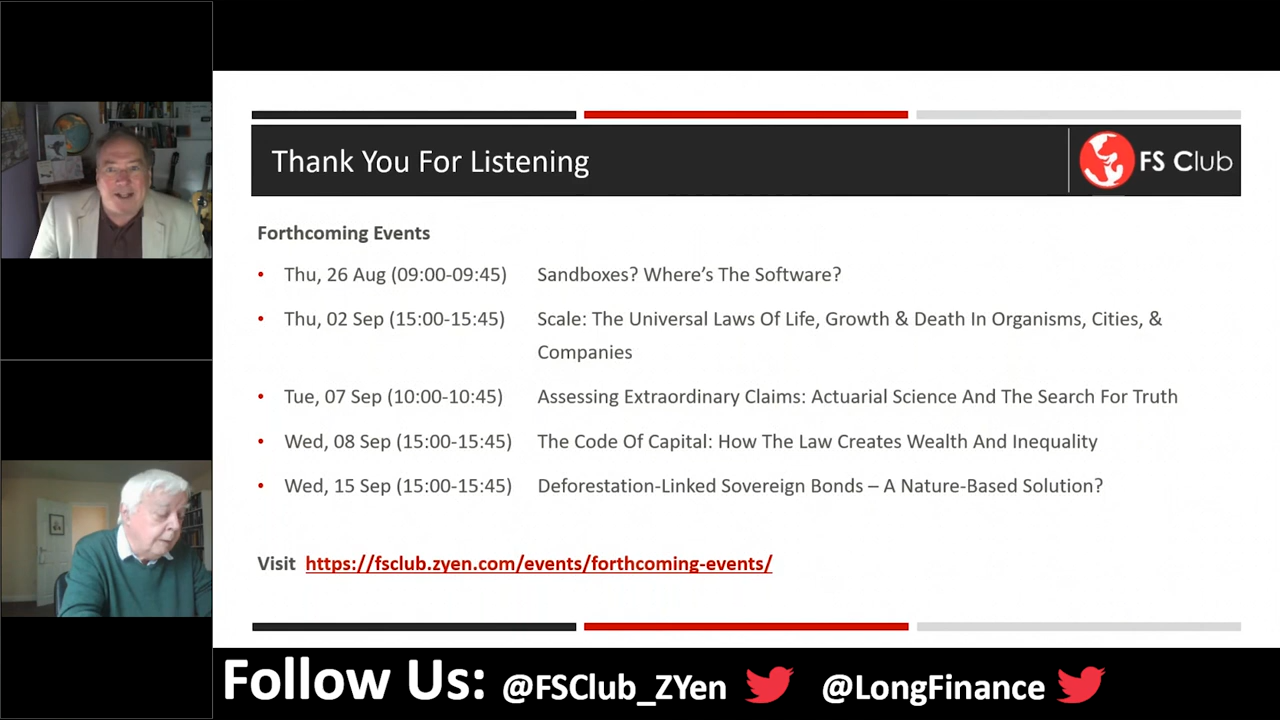 Thank You For Listening
FS Club
Forthcoming Events
• Thu, 26 Aug (09:00-09:45) Sandboxes? Where’s The Software?
• Thu, 02 Sep (15:00-15:45) Scale: The Universal Laws Of Life, Growth & Death In Organisms, Cities, &
Companies
• Tue, 07 Sep (10:00-10:45) Assessing Extraordinary Claims: Actuarial Science And The Search For Truth
• Wed, 08 Sep (15:00-15:45) The Code Of Capital: How The Law Creates Wealth And Inequality
• Wed, 15 Sep (15:00-15:45) Deforestation-Linked Sovereign Bonds – A Nature-Based Solution?
Visit https://fsclub.zyen.com/events/forthcoming-events/
Follow Us: @FSClub_ZYen @LongFinance